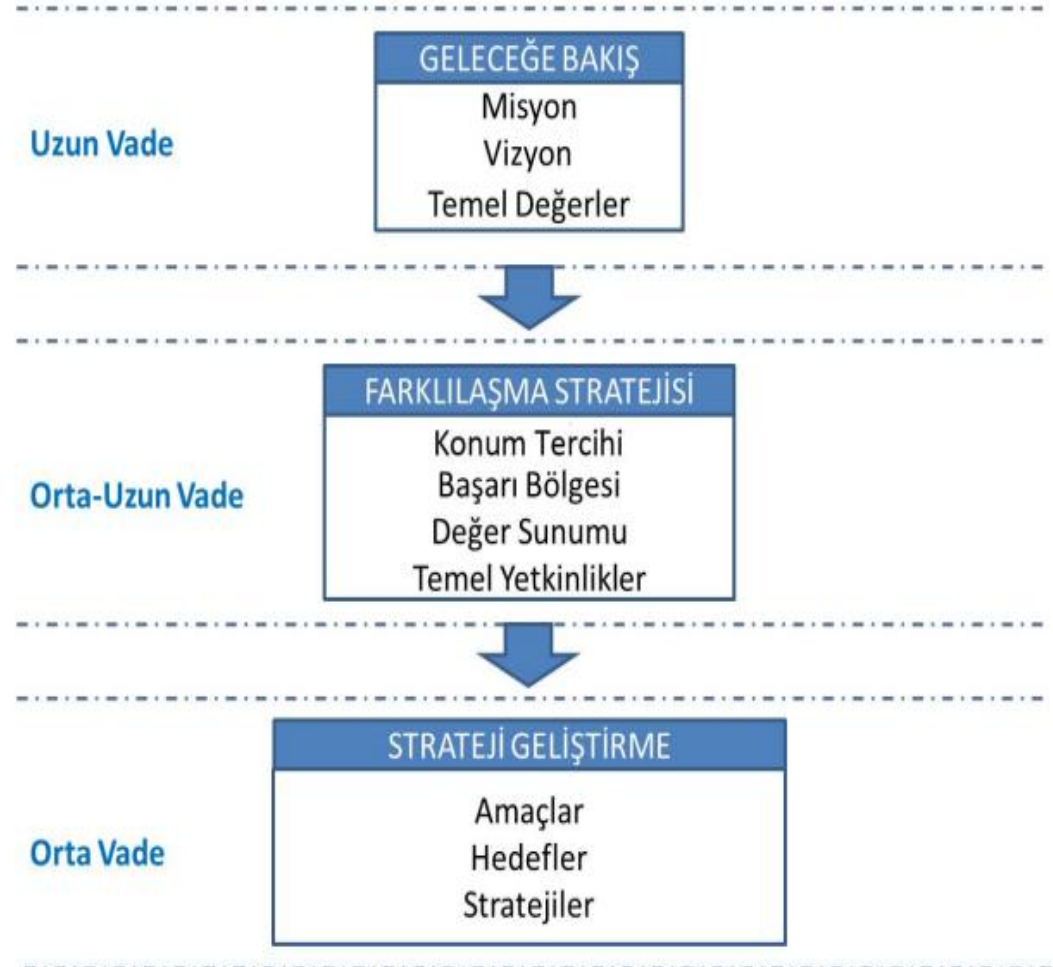 GELECEĞE BAKIŞ
Misyon
Uzun Vade
Vizyon
Temel Değerler
FARKLILAŞMA STRATEJİSİ
Konum Tercihi
Başarı Bölgesi
Orta-Uzun Vade
Değer Sunumu
Temel Yetkinlikler
STRATEJİ GELİŞTİRME
Amaçlar
Orta Vade
Hedefler
Stratejiler